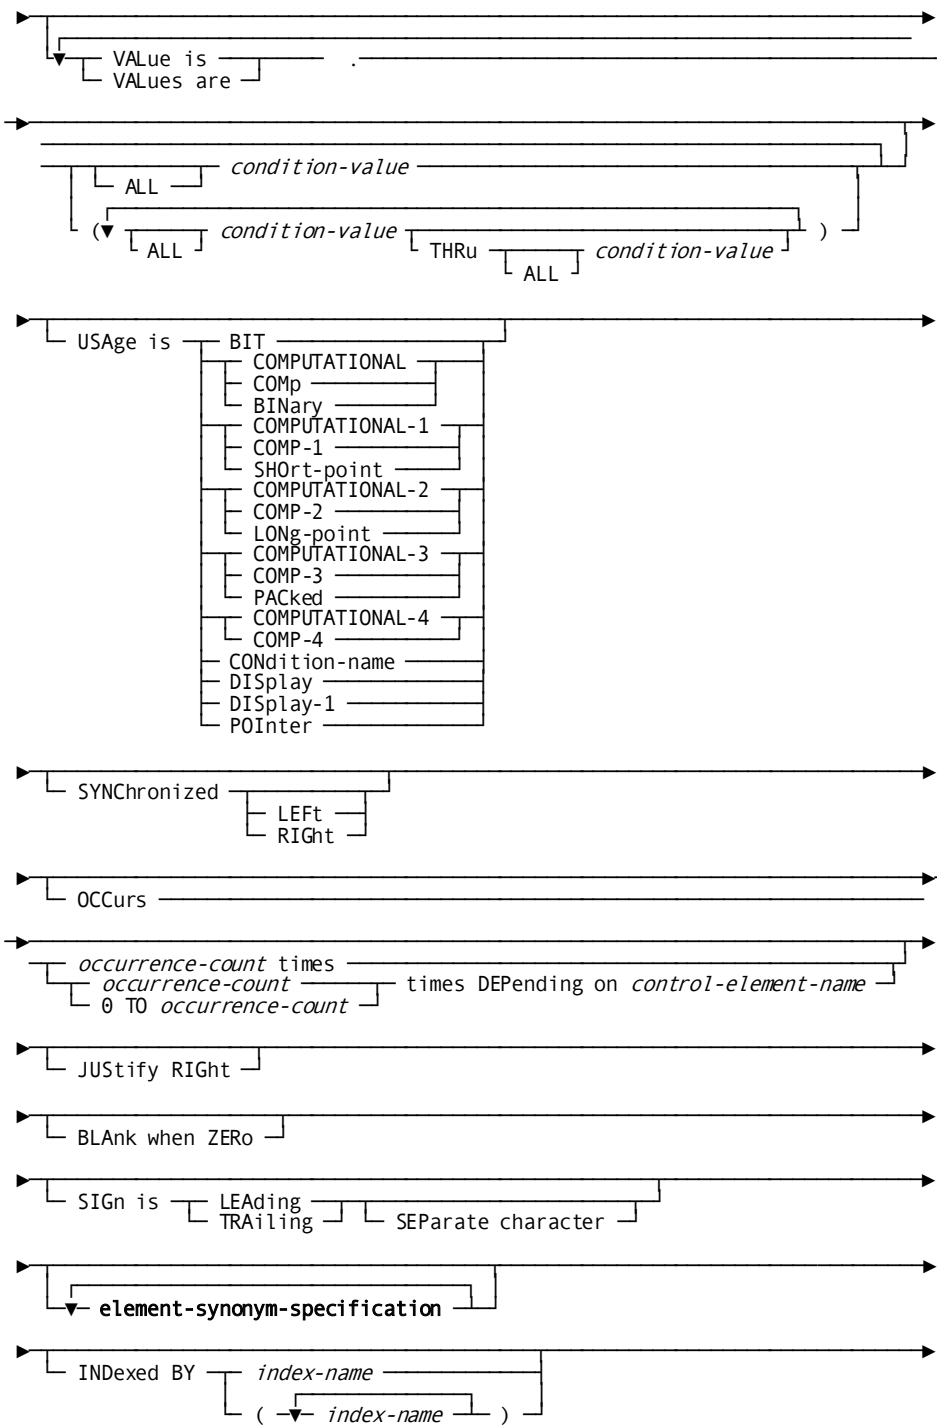 VALue is .
VALues are
ALL condition-value
( ALL condition-value THRu ALL condition-value )
USAge is BIT
COMPUTATIONAL
COMp
BINary
COMPUTATIONAL-1
COMP-1
SHOrt-point
COMPUTATIONAL-2
COMP-2
LONg-point
COMPUTATIONAL-3
COMP-3
PACked
COMPUTATIONAL-4
COMP-4
CONdition-name
DISplay
DISplay-1
POInter
SYNChronized
LEFt
RIGht
OCCurs
occurrence-count times
occurrence-count times DEPending on control-element-name
0 TO occurrence-count
JUStify RIGht
BLAnk when ZERo
SIGn is LEAding
TRAiling SEParate character
element-synonym-specification
INDexed BY index-name
( index-name )